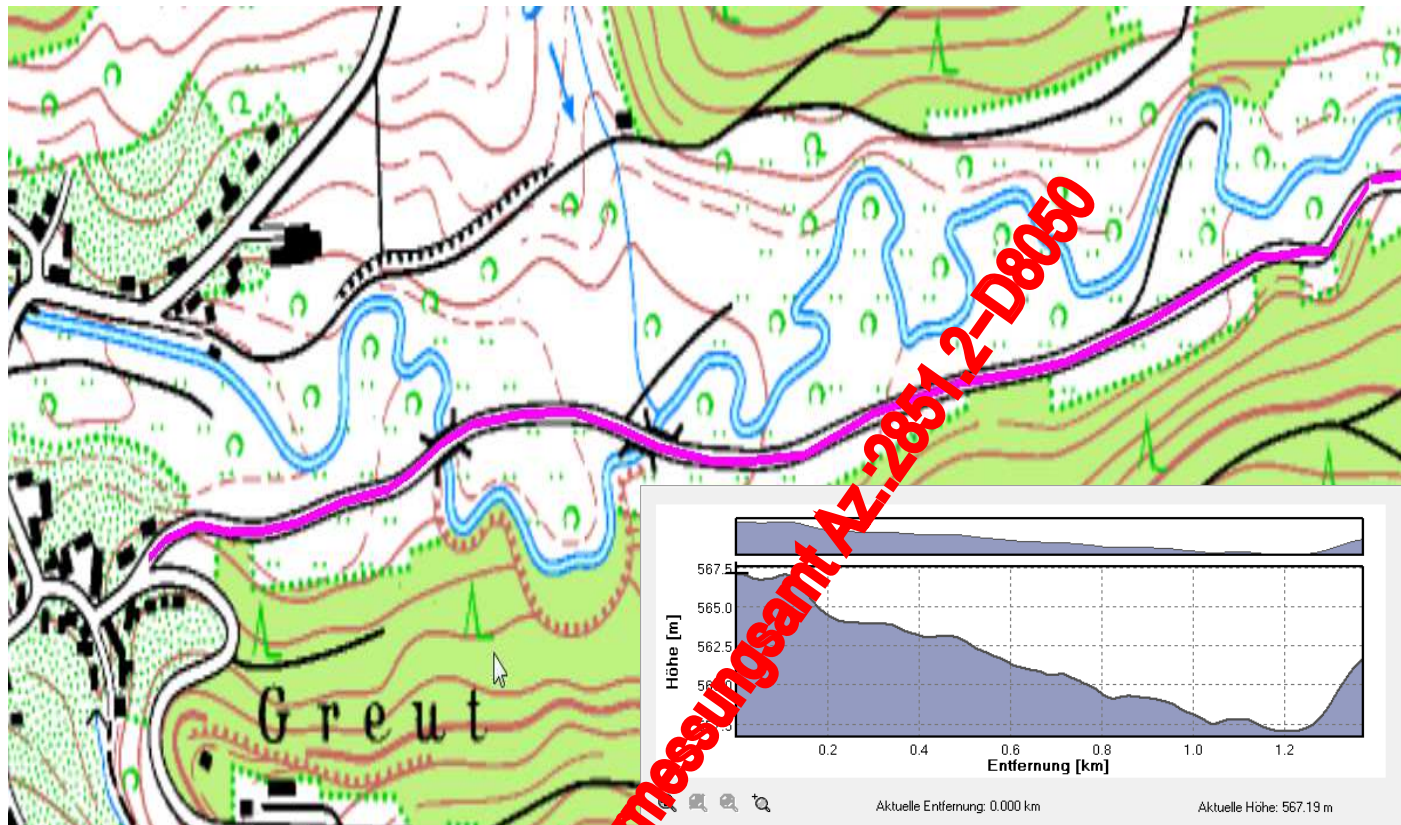 Greut
messungsamt Az.:2851.2-D8050
567.5
565.0
562.5
Höhe [m]
0.2 0.4 0.6 0.8 1.0 1.2
Entfernung [km]
Aktuelle Entfernung: 0.000 km
Aktuelle Höhe: 567.19 m